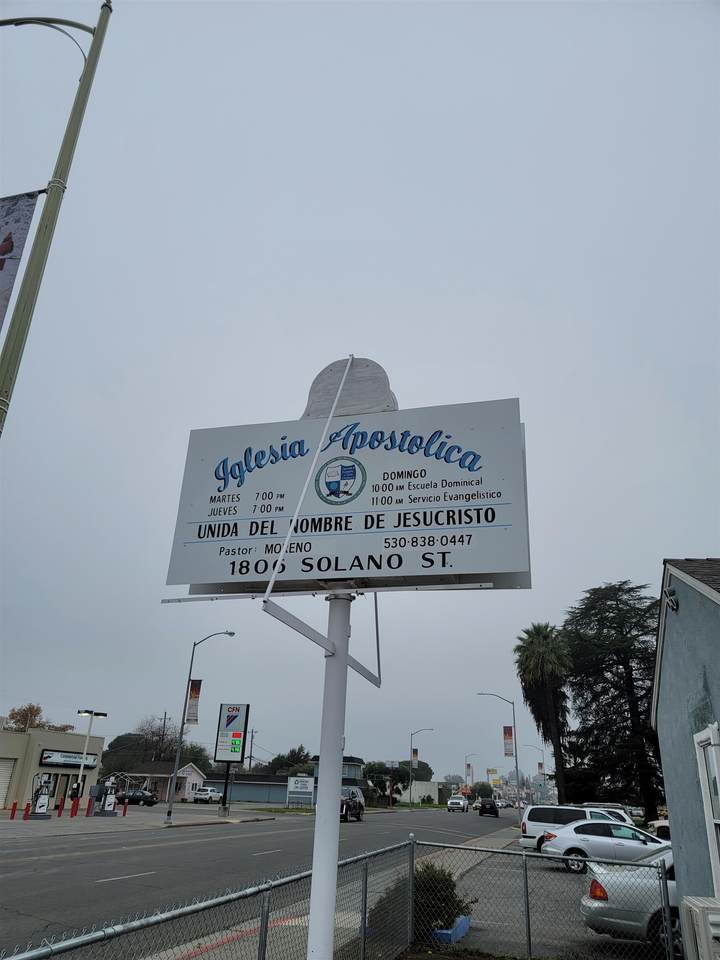 Iglesia Apostolica
MARTES 7:00 PM
JUEVES 7:00 PM
DOMINGO
10:00 AM Escuela Dominical
11:00 AM Servicio Evangelistico
UNIDA DEL NOMBRE DE JESUCRISTO
Pastor: MORENO 530-838-0447
1806 SOLANO ST.
CFN